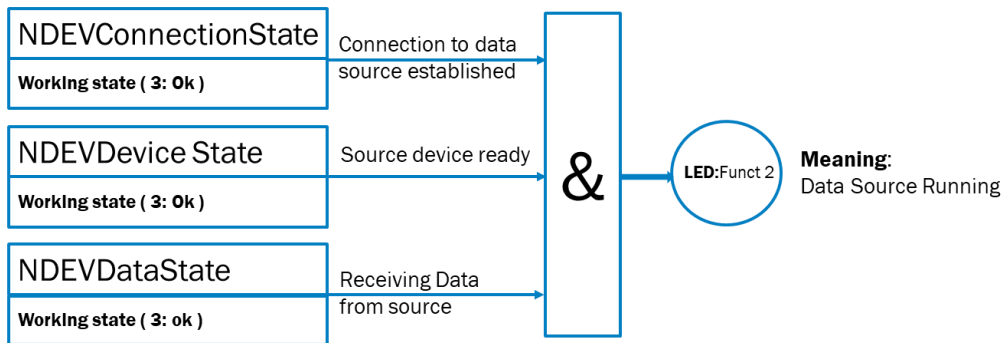 NDEVConnectionState
Working state ( 3: Ok )
Connection to data
source established
NDEVDevice State
Working state ( 3: Ok )
Source device ready
NDEVDataState
Working state ( 3: ok )
Receiving Data
from source
&
LED:Funct 2
Meaning:
Data Source Running